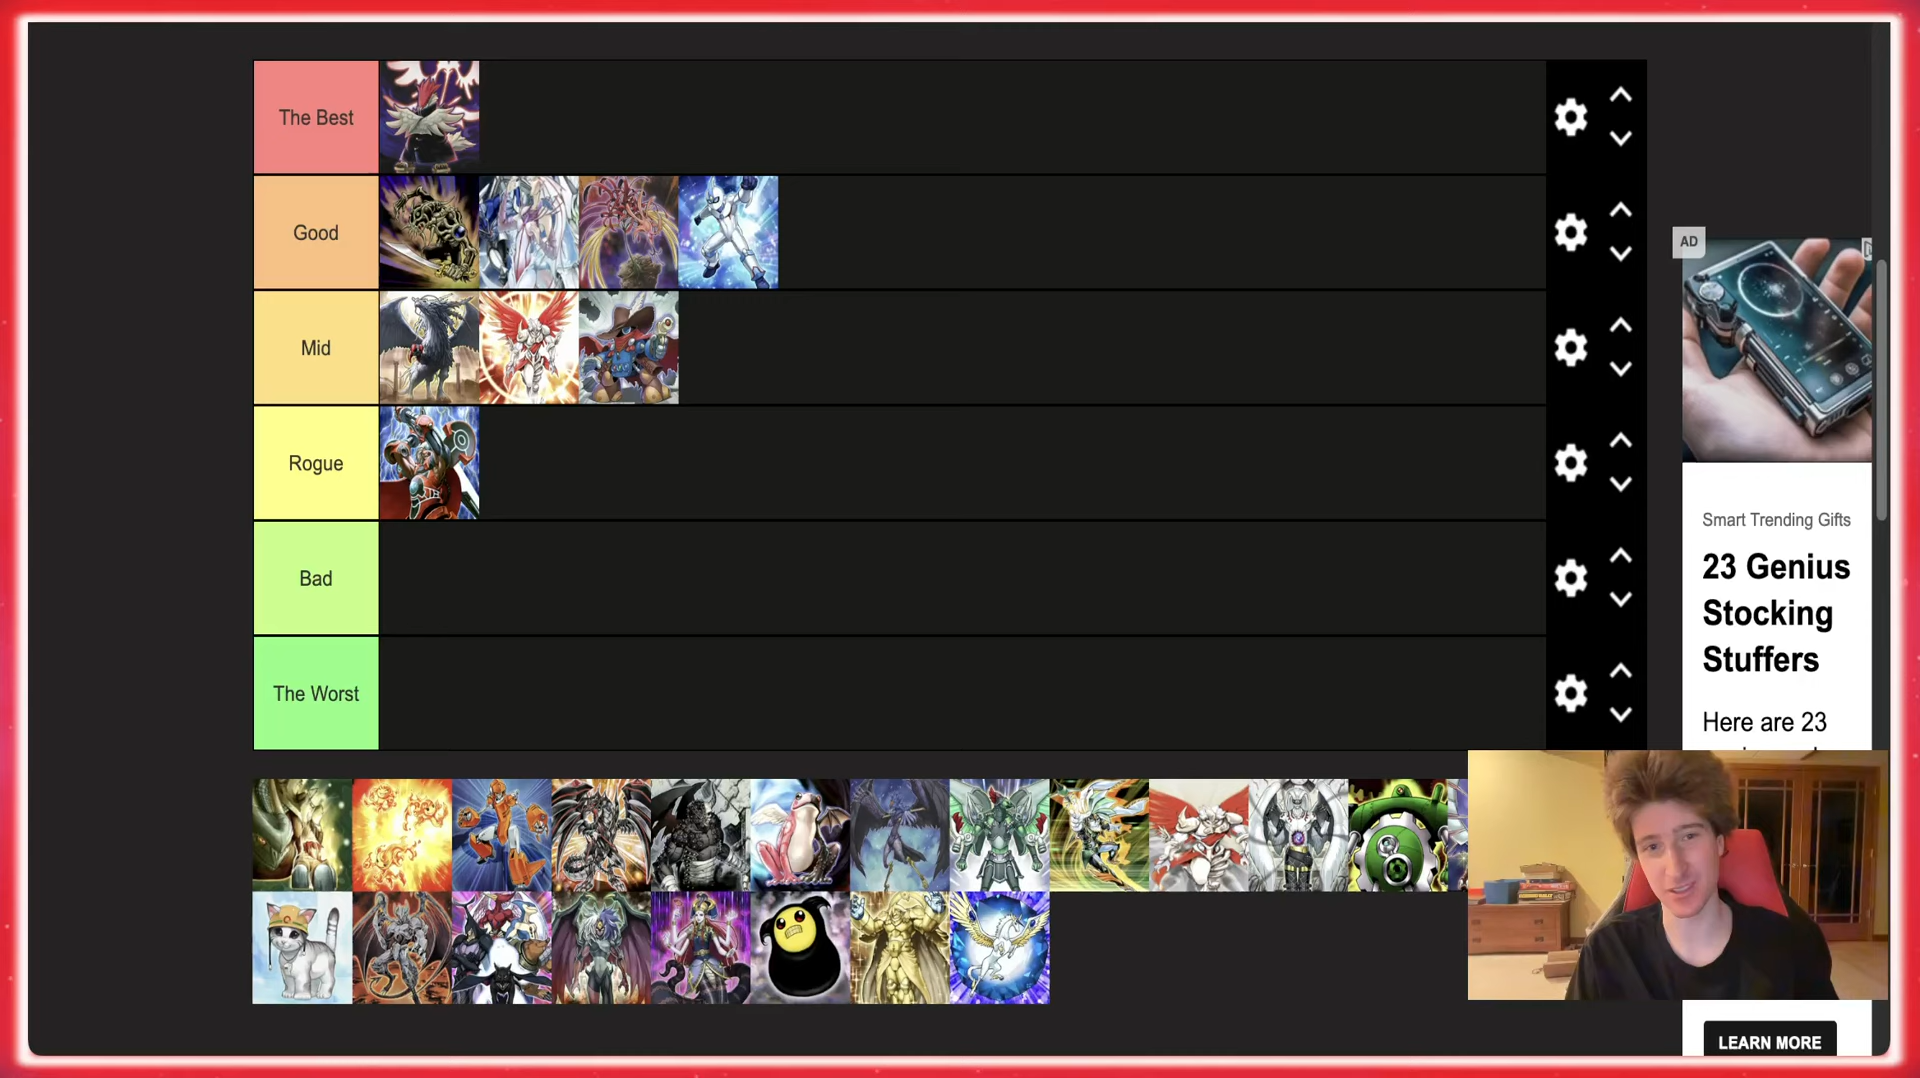 The Best
Good
Mid
Rogue
Bad
The Worst
AD
Smart Trending Gifts
23 Genius
Stocking
Stuffers
Here are 23
LEARN MORE